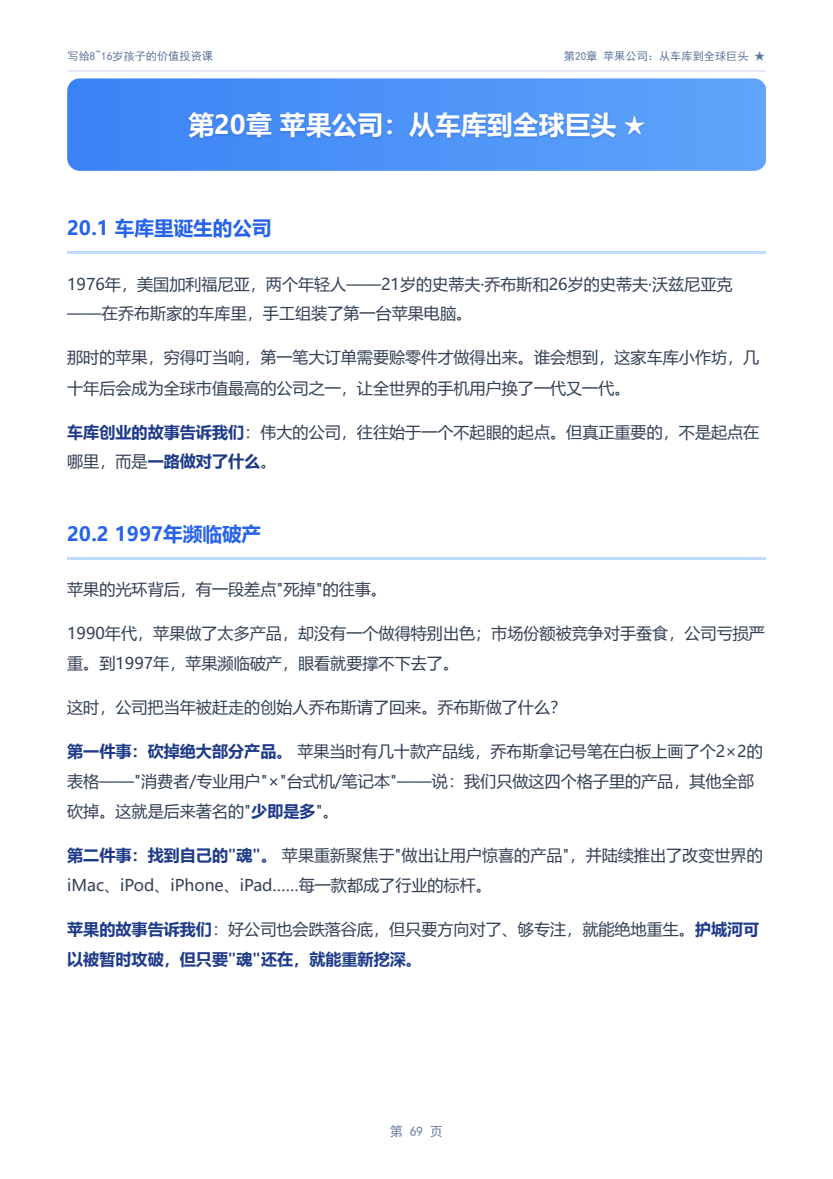 写给8~16岁孩子的价值投资课
第20章 苹果公司：从车库到全球巨头 ★
第20章 苹果公司：从车库到全球巨头 ★
20.1 车库里诞生的公司
1976年，美国加利福尼亚，两个年轻人——21岁的史蒂夫·乔布斯和26岁的史蒂夫·沃兹尼亚克
——在乔布斯家的车库里，手工组装了第一台苹果电脑。
那时的苹果，穷得叮当响，第一笔大订单需要赊零件才做得出来。谁会想到，这家车库小作坊，几
十年后会成为全球市值最高的公司之一，让全世界的手机用户换了一代又一代。
车库创业的故事告诉我们：伟大的公司，往往始于一个不起眼的起点。但真正重要的，不是起点在
哪里，而是一路做对了什么。
20.2 1997年濒临破产
苹果的光环背后，有一段差点"死掉"的往事。
1990年代，苹果做了太多产品，却没有一个做得特别出色；市场份额被竞争对手蚕食，公司亏损严
重。到1997年，苹果濒临破产，眼看就要撑不下去了。
这时，公司把当年被赶走的创始人乔布斯请了回来。乔布斯做了什么？
第一件事：砍掉绝大部分产品。 苹果当时有几十款产品线，乔布斯拿记号笔在白板上画了个2×2的
表格——"消费者/专业用户"×"台式机/笔记本"——说：我们只做这四个格子里的产品，其他全部
砍掉。这就是后来著名的"少即是多"。
第二件事：找到自己的"魂"。 苹果重新聚焦于"做出让用户惊喜的产品"，并陆续推出了改变世界的
iMac、iPod、iPhone、iPad……每一款都成了行业的标杆。
苹果的故事告诉我们：好公司也会跌落谷底，但只要方向对了、够专注，就能绝地重生。护城河可
以被暂时攻破，但只要"魂"还在，就能重新挖深。
第 69 页